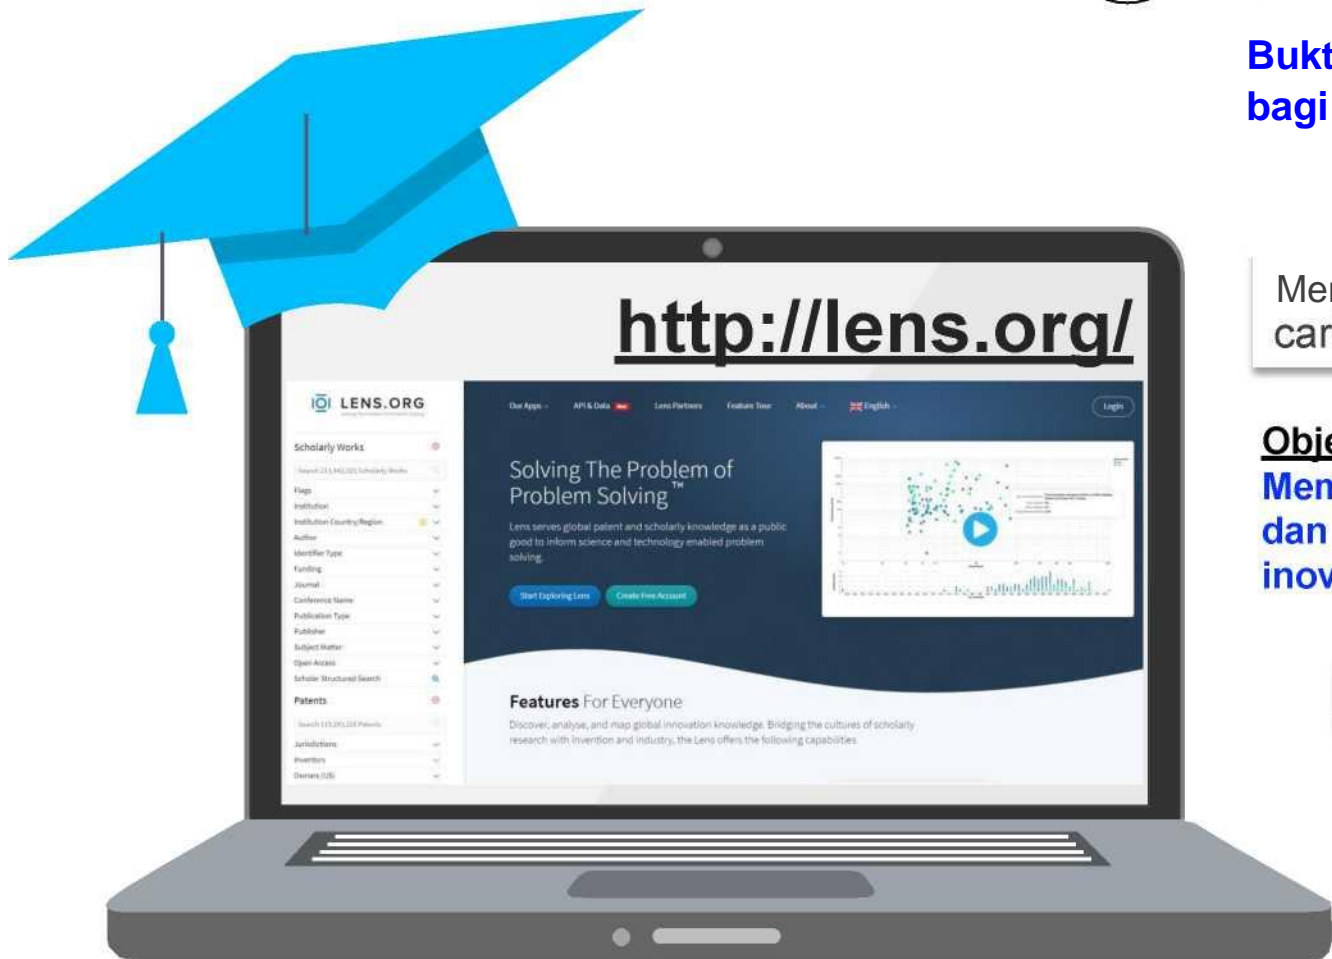 Bukt
bagi
http://lens.org/
Mer
car
LENS.ORG
Our Apps
API & Data
Lens Partners
Feature Tour
About
English
Login
Scholarly Works
Flags
Institution
Institution Country/Region
Author
Identifier Type
Funding
Journal
Conference Name
Publication Type
Publisher
Subject Matter
Open Access
Scholar Structured Search
Patents
Jurisdictions
Inventors
Owners (US)
Solving The Problem of
Problem Solving™
Lens serves global patent and scholarly knowledge as a public
good to inform science and technology enabled problem
solving.
Start Exploring Lens
Create Free Account
Features For Everyone
Discover, analyse, and map global innovation knowledge. Bridging the cultures of scholarly
research with invention and industry, the Lens offers the following capabilities
Obje
Men
dan
inov